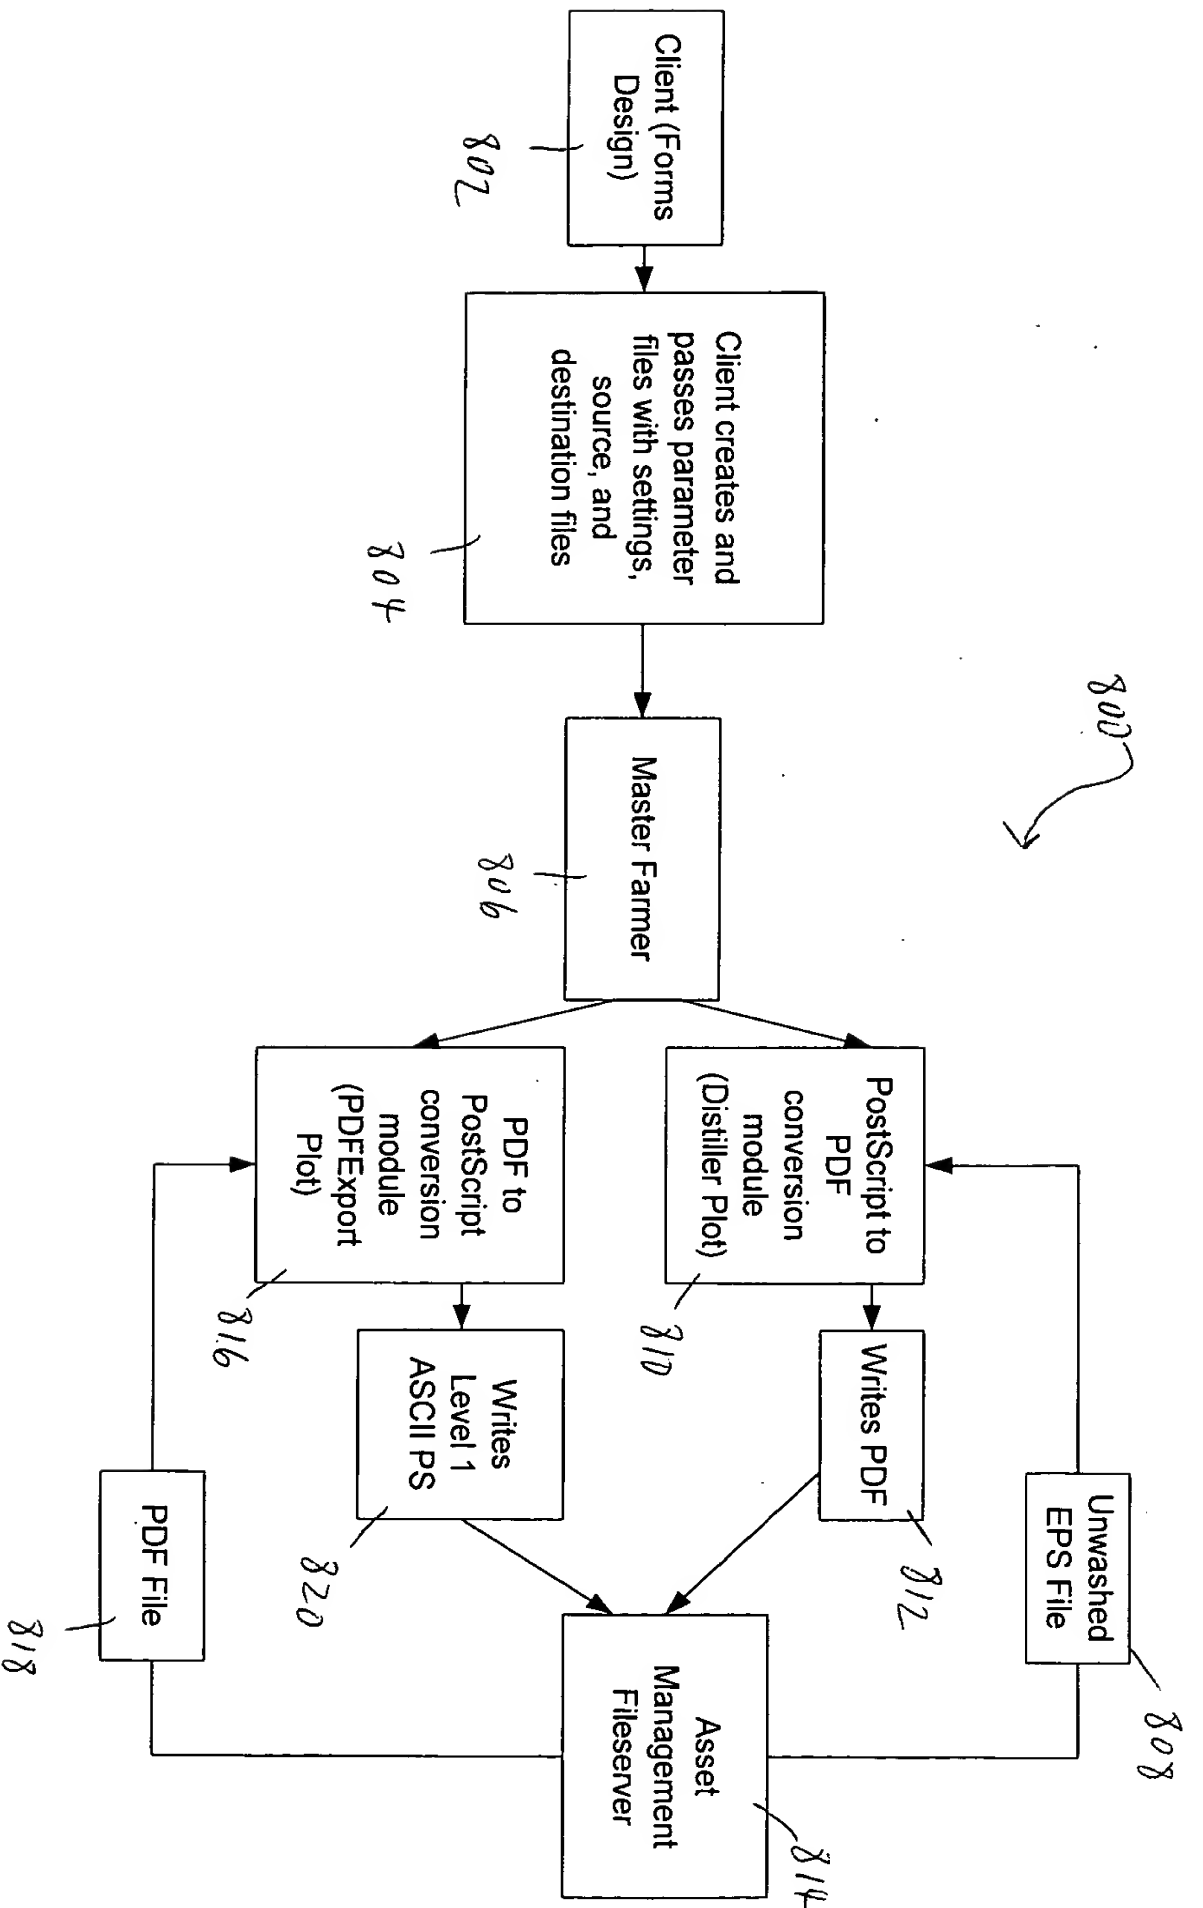 800
Client (Forms
Design)
802
Client creates and
passes parameter
files with settings,
source, and
destination files
804
Master Farmer
806
PostScript to
PDF
conversion
module
(Distiller Plot)
810
Writes PDF
812
Unwashed
EPS File
808
PDF to
PostScript
conversion
module
(PDFExport
Plot)
816
Writes
Level 1
ASCII PS
820
PDF File
818
Asset
Management
Fileserver
814